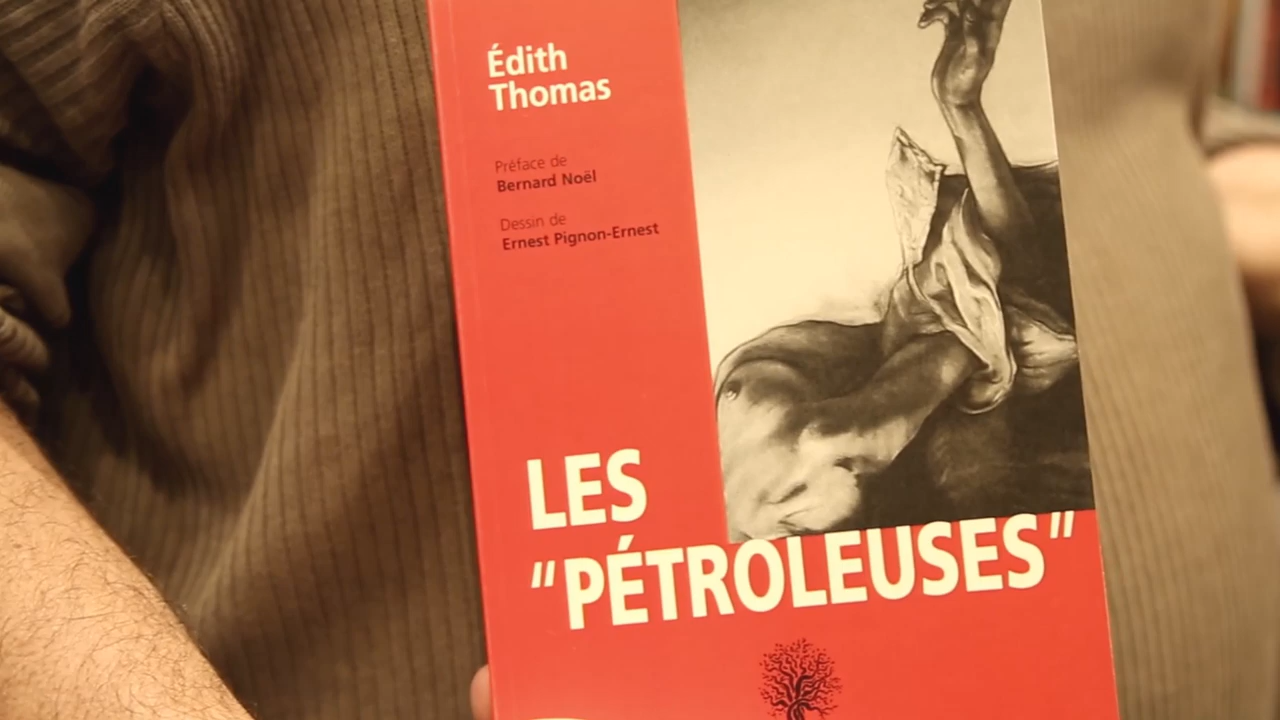 Édith
Thomas
Préface de
Bernard Noël
Dessin de
Ernest Pignon-Ernest
LES
"PÉTROLEUSES"